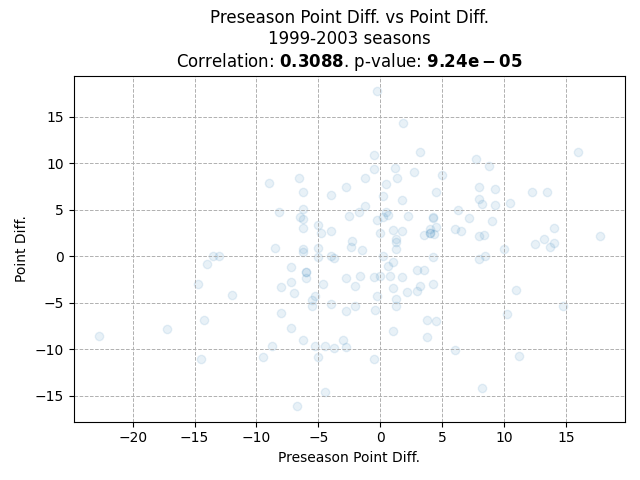 Preseason Point Diff. vs Point Diff.
1999-2003 seasons
Correlation: 0.3088. p-value: 9.24e−05
15
10
5
0
−5
−10
−15
Point Diff.
−20 −15 −10 −5 0 5 10 15
Preseason Point Diff.